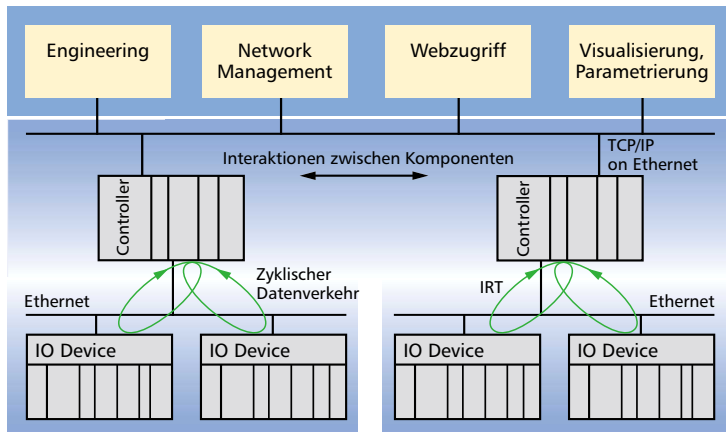 Engineering
Network
Management
Webzugriff
Visualisierung,
Parametrierung
TCP/IP
on Ethernet
Interaktionen zwischen Komponenten
Controller
Controller
Zyklischer
Datenverkehr
Ethernet
IRT
Ethernet
IO Device
IO Device
IO Device
IO Device